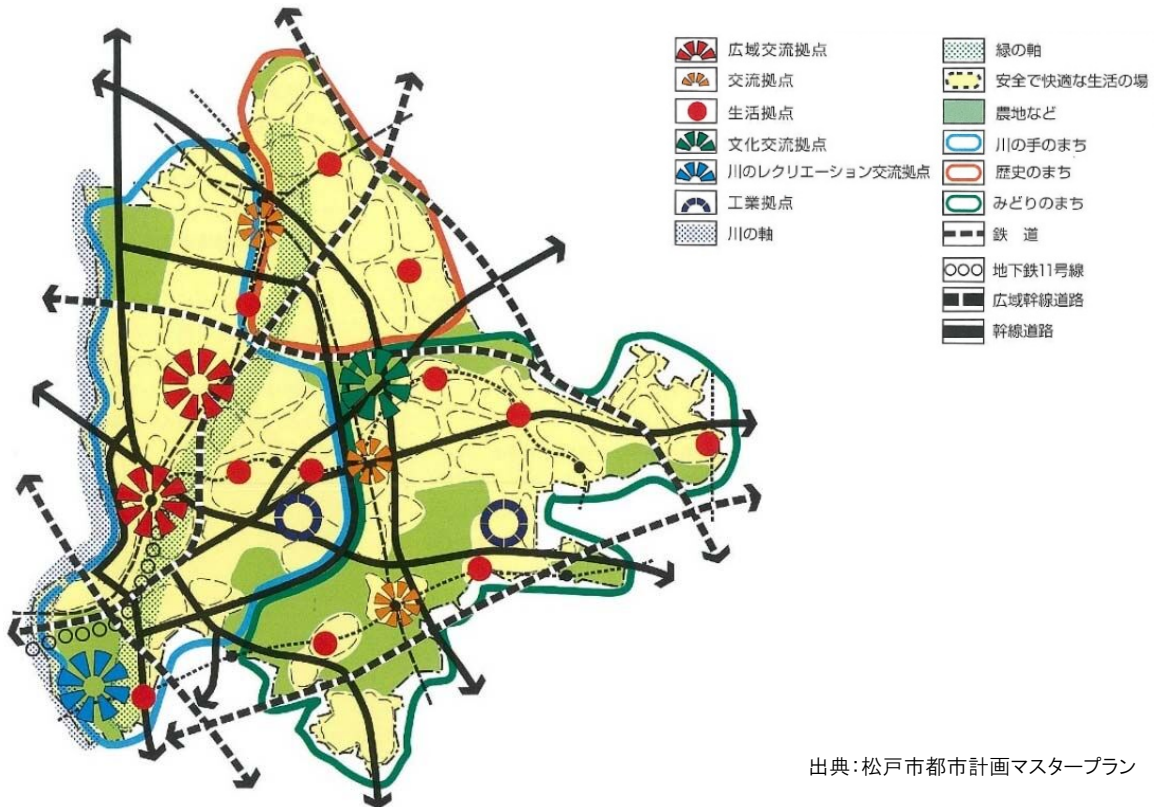 広域交流拠点
交流拠点
生活拠点
文化交流拠点
川のレクリエーション交流拠点
工業拠点
川の軸
緑の軸
安全で快適な生活の場
農地など
川の手のまち
歴史のまち
みどりのまち
鉄 道
地下鉄11号線
広域幹線道路
幹線道路
出典:松戸市都市計画マスタープラン